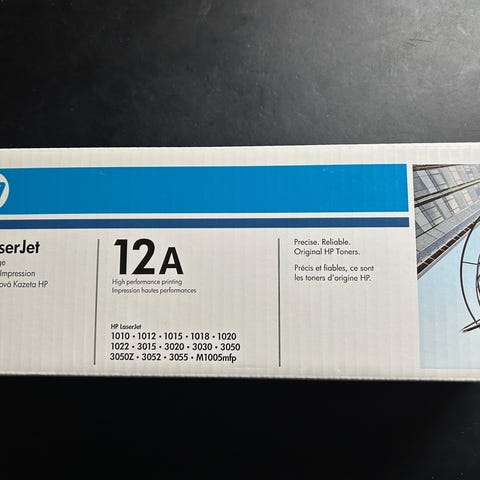 serJet
ge
Impression
ová Kazeta HP
12A
High performance printing
Impression hautes performances
HP LaserJet
1010 • 1012 • 1015 • 1018 • 1020
1022 • 3015 • 3020 • 3030 • 3050
3050Z • 3052 • 3055 • M1005mfp
Precise. Reliable.
Original HP Toners.
Précis et fiables, ce sont
les toners d'origine HP.